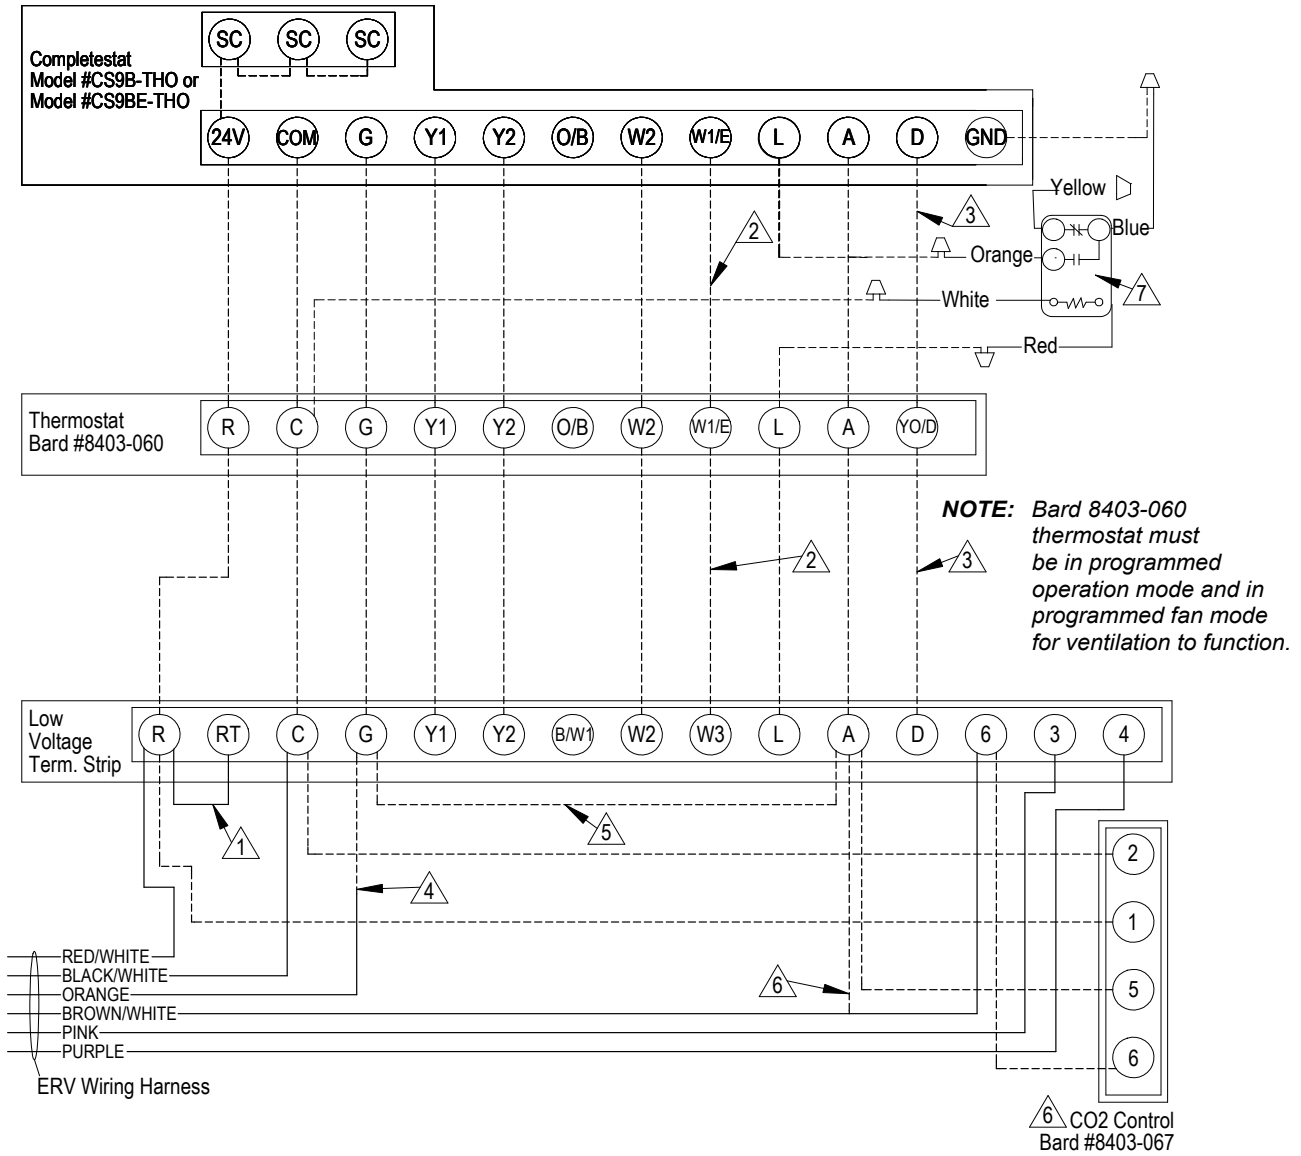 SC SC SC
Completestat
Model #CS9B-THO or
Model #CS9BE-THO
24V COM G Y1 Y2 O/B W2 W1/E L A D GND
Yellow
3
2
Blue
Orange
7
White
Red
Thermostat
Bard #8403-060
R C G Y1 Y2 O/B W2 W1/E L A YO/D
NOTE: Bard 8403-060
thermostat must
be in programmed
operation mode and in
programmed fan mode
for ventilation to function.
2
3
Low
Voltage
Term. Strip
R RT C G Y1 Y2 B/W1 W2 W3 L A D 6 3 4
1
5
2
4
1
RED/WHITE
BLACK/WHITE
ORANGE
BROWN/WHITE
PINK
PURPLE
6
5
6
ERV Wiring Harness
6 CO2 Control
Bard #8403-067